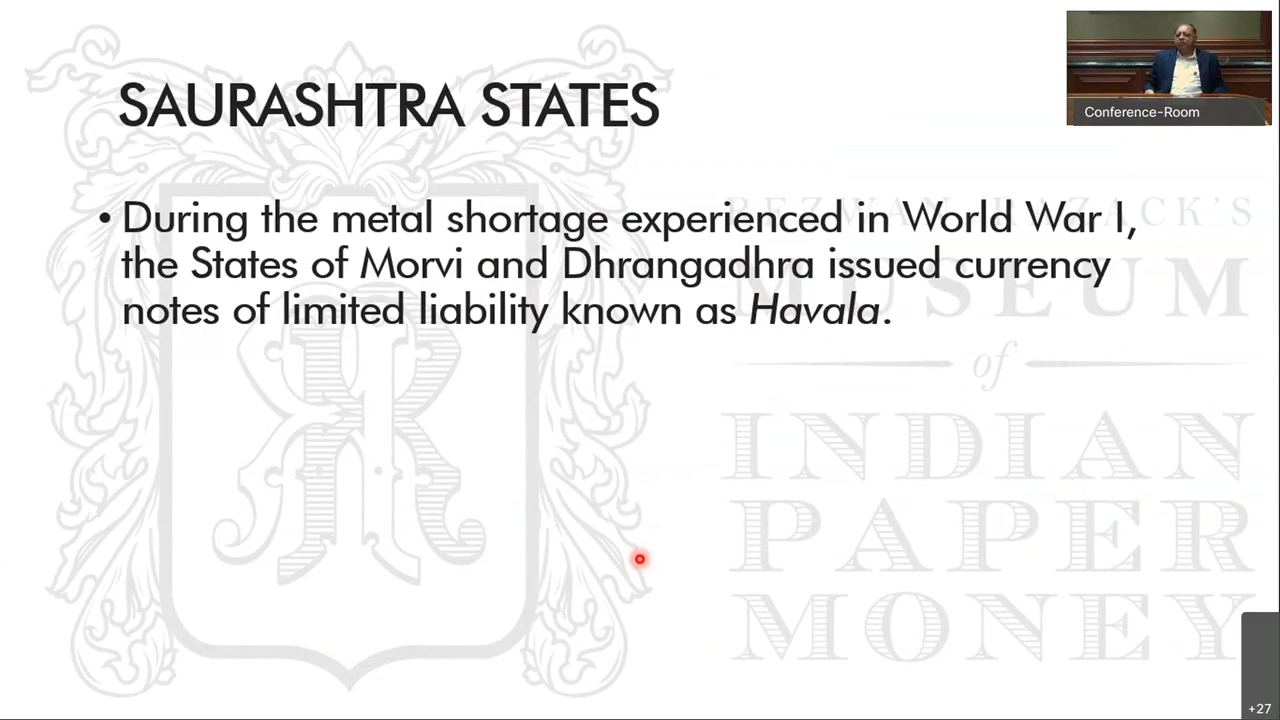 SAURASHTRA STATES
Conference-Room
• During the metal shortage experienced in World War I,
the States of Morvi and Dhrangadhra issued currency
notes of limited liability known as Havala.
MUSEUM
of
INDIAN
PAPER
MONEY
+27